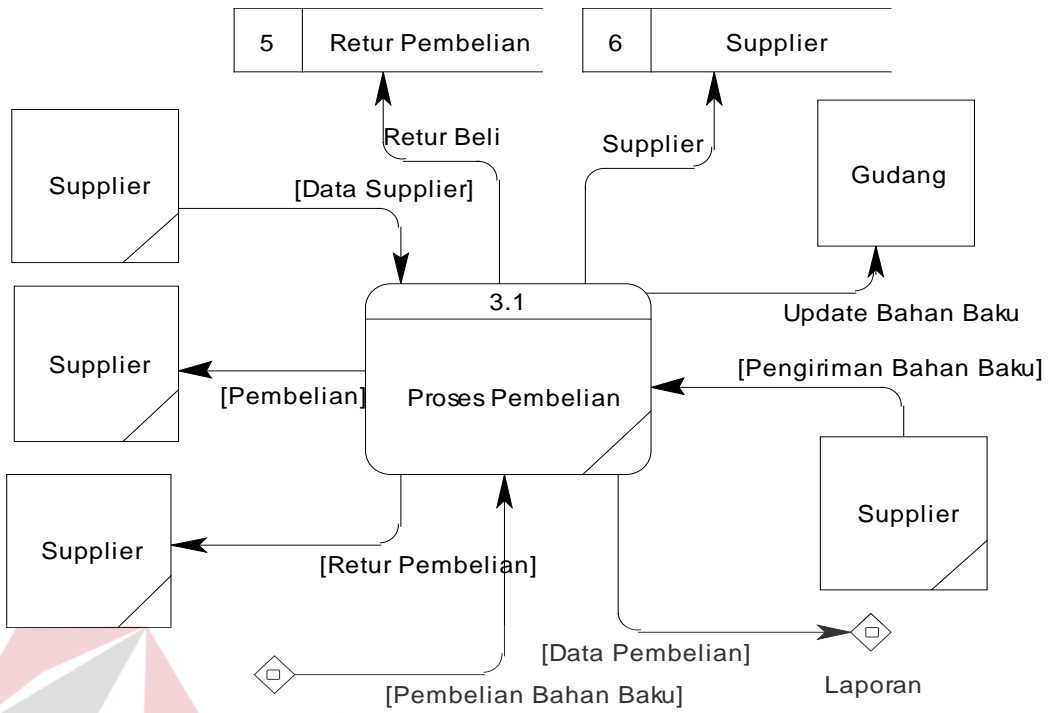 5 Retur Pembelian
6 Supplier
Retur Beli
Supplier
Supplier
[Data Supplier]
Gudang
3.1
Update Bahan Baku
Supplier
[Pembelian]
Proses Pembelian
[Pengiriman Bahan Baku]
Supplier
Supplier
[Retur Pembelian]
[Data Pembelian]
[Pembelian Bahan Baku]
Laporan